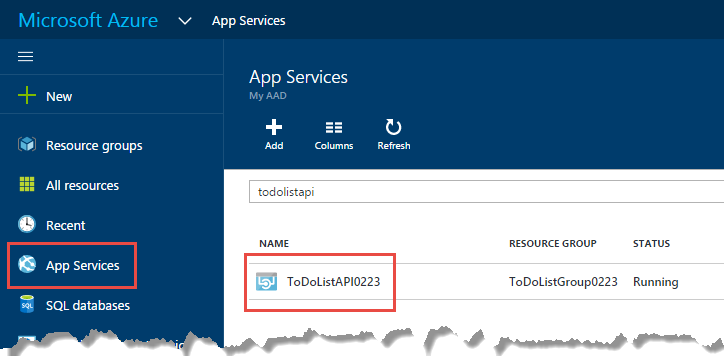 Microsoft Azure App Services
New
Resource groups
All resources
Recent
App Services
SQL databases
App Services
My AAD
Add Columns Refresh
todolistapi
NAME RESOURCE GROUP STATUS
ToDoListAPI0223 ToDoListGroup0223 Running